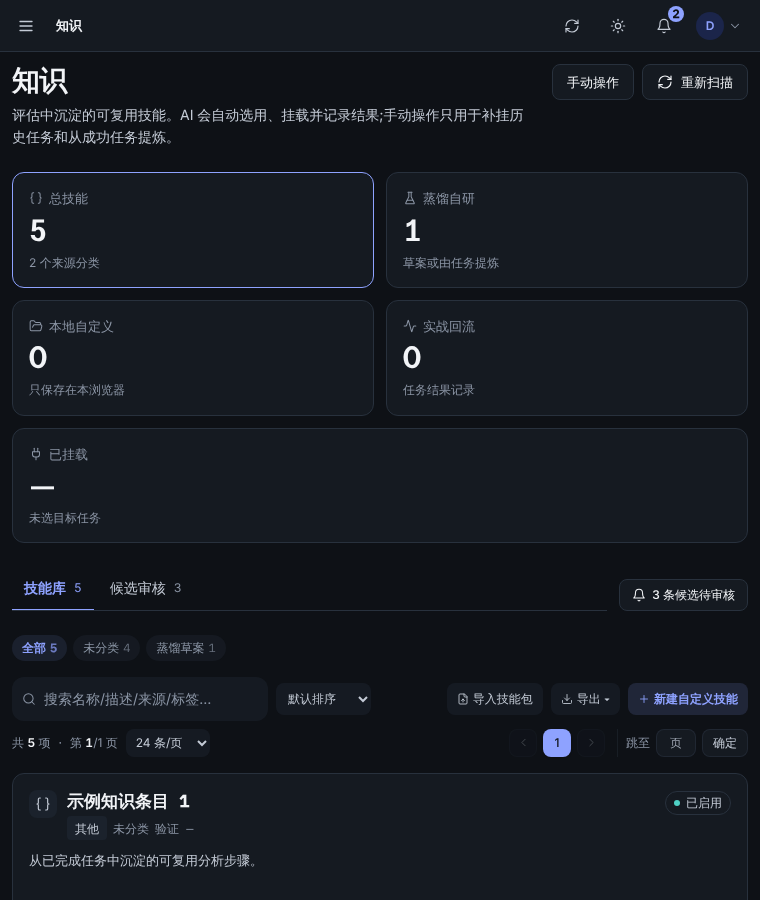 知识
2
D
知识
手动操作
重新扫描
评估中沉淀的可复用技能。AI 会自动选用、挂载并记录结果;手动操作只用于补挂历
史任务和从成功任务提炼。
总技能
5
2 个来源分类
蒸馏自研
1
草案或由任务提炼
本地自定义
0
只保存在本浏览器
实战回流
0
任务结果记录
已挂载
—
未选目标任务
技能库 5
候选审核 3
3 条候选待审核
全部 5
未分类 4
蒸馏草案 1
搜索名称/描述/来源/标签...
默认排序
导入技能包
导出
新建自定义技能
共 5 项 · 第 1/1 页
24 条/页
1
跳至
页
确定
示例知识条目 1
已启用
其他 未分类 验证 —
从已完成任务中沉淀的可复用分析步骤。